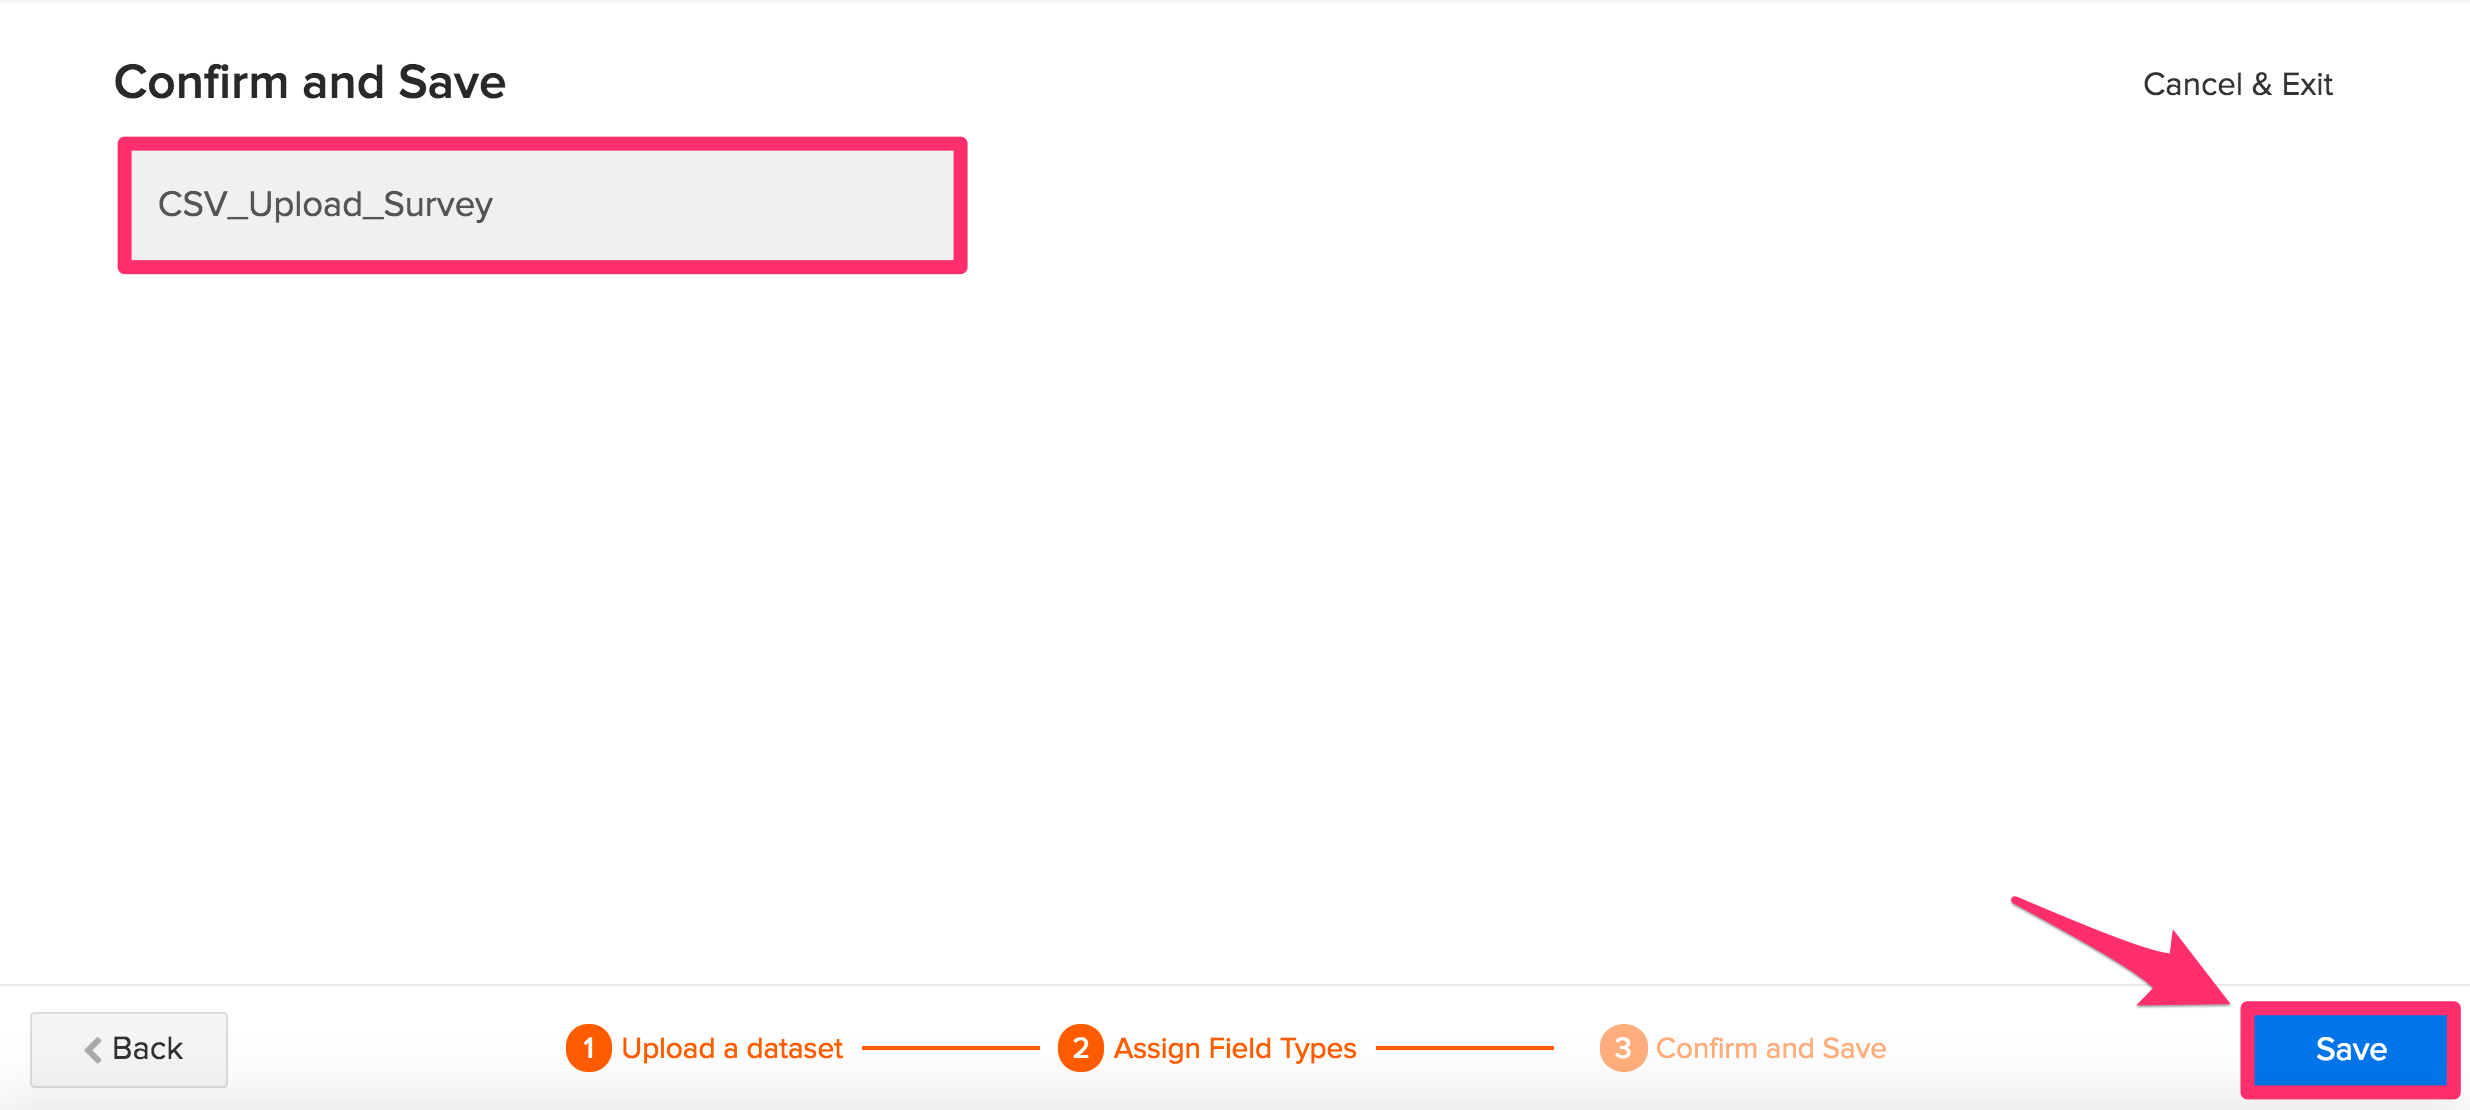 Confirm and Save
Cancel & Exit
CSV_Upload_Survey
Back
1 Upload a dataset
2 Assign Field Types
3 Confirm and Save
Save